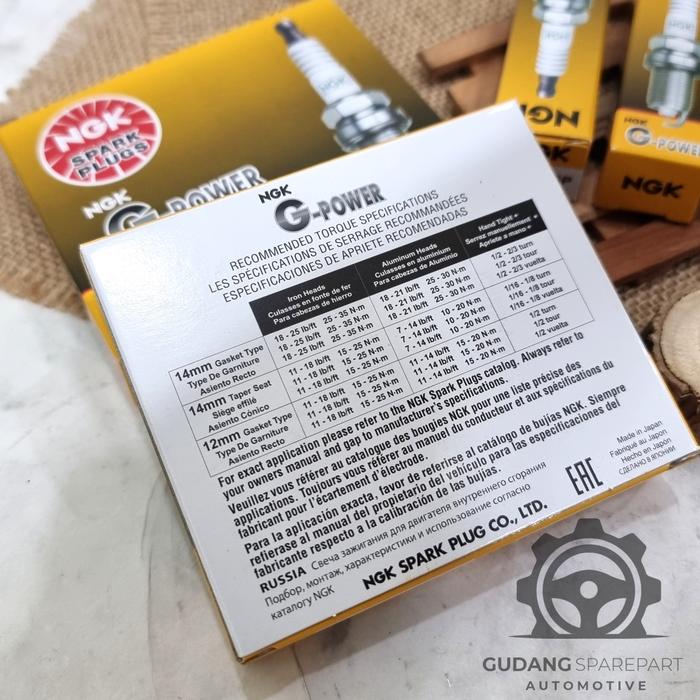 NGK
SPARK
PLUGS
NGK
G-POWER
NGK
NGK
NGK
G-POWER
NGK
NGK
G-POWER
RECOMMENDED TORQUE SPECIFICATIONS
LES SPÉCIFICATIONS DE SERRAGE RECOMMANDÉES
ESPECIFICACIONES DE APRIETE RECOMENDADAS
Iron Heads
Culasses en fonte de fer
Para cabezas de hierro
Aluminum Heads
Culasses en aluminium
Para cabezas de Aluminio
Hand Tight
Serrez manuellement
Apriete a mano
14mm Gasket Type
Type De Garniture
Asiento Recto
18 - 25 lb/ft 25 - 35 N·m
18 - 25 lb/ft 25 - 35 N·m
18 - 25 lb/ft 25 - 35 N·m
18 - 21 lb/ft 25 - 30 N·m
18 - 21 lb/ft 25 - 30 N·m
18 - 21 lb/ft 25 - 30 N·m
1/2 - 2/3 turn
1/2 - 2/3 tour
1/2 - 2/3 vuelta
14mm Taper Seat
Siège effilé
Asiento Cónico
11 - 18 lb/ft 15 - 25 N·m
11 - 18 lb/ft 15 - 25 N·m
11 - 18 lb/ft 15 - 25 N·m
7 - 14 lb/ft 10 - 20 N·m
7 - 14 lb/ft 10 - 20 N·m
7 - 14 lb/ft 10 - 20 N·m
1/16 - 1/8 turn
1/16 - 1/8 tour
1/16 - 1/8 vuelta
12mm Gasket Type
Type De Garniture
Asiento Recto
11 - 18 lb/ft 15 - 25 N·m
11 - 18 lb/ft 15 - 25 N·m
11 - 18 lb/ft 15 - 25 N·m
11 - 14 lb/ft 15 - 20 N·m
11 - 14 lb/ft 15 - 20 N·m
11 - 14 lb/ft 15 - 20 N·m
1/2 turn
1/2 tour
1/2 vuelta
For exact application please refer to the NGK Spark Plugs catalog. Always refer to
your owners manual and gap to manufacturer's specifications.
Veuillez vous référer au catalogue des bougies NGK pour une liste précise des
applications. Toujours vous référer au manuel du conducteur et aux spécifications du
fabricant pour l'écartement d'électrode.
Para la aplicación exacta, favor de referirse al catálogo de bujías NGK. Siempre
refierase al manual del propietario del vehículo para las especificaciones del
fabricante respecto a la calibración de las bujías.
RUSSIA Свеча зажигания для двигателя внутреннего сгорания
Подбор, монтаж, характеристики и использование согласно
каталогу NGK
NGK SPARK PLUG CO., LTD.
EAC
Made in Japan
Fabriqué au Japon
Hecho en Japón
СДЕЛАНО В ЯПОНИИ
GUDANG SPAREPART
AUTOMOTIVE